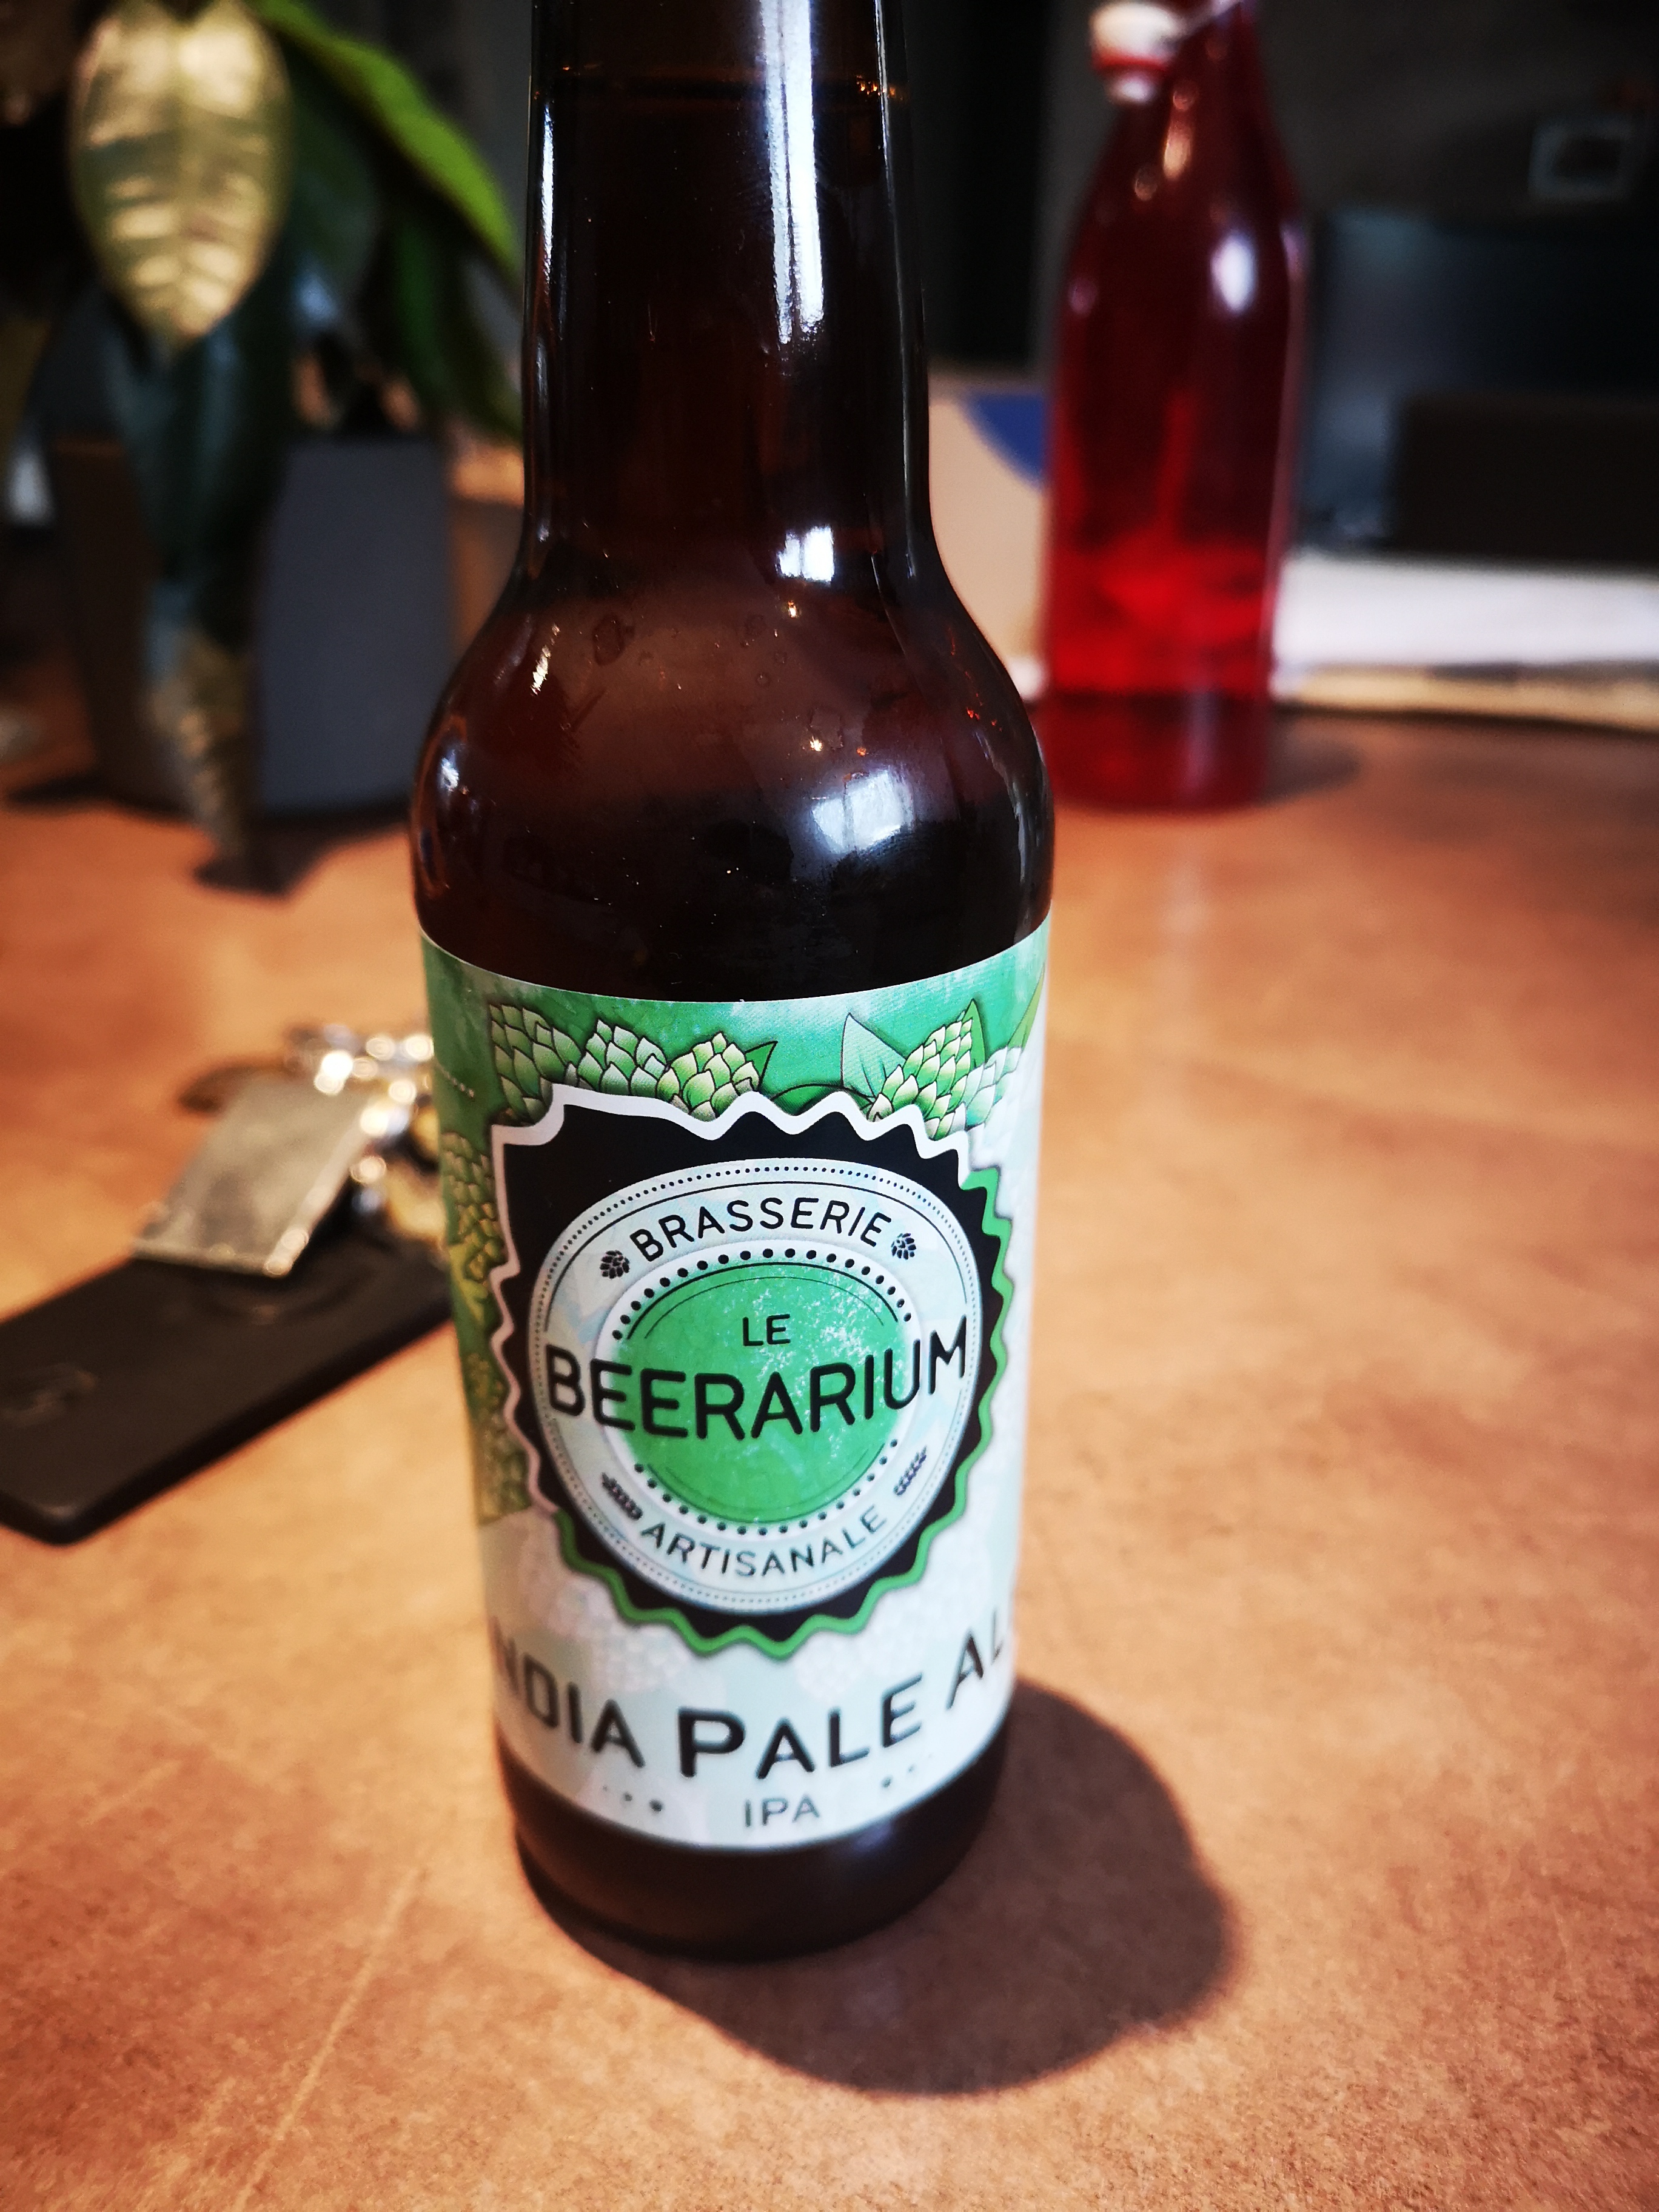 BRASSERIE
LE
BEERARIUM
ARTISANALE
NDIA PALE AL
IPA